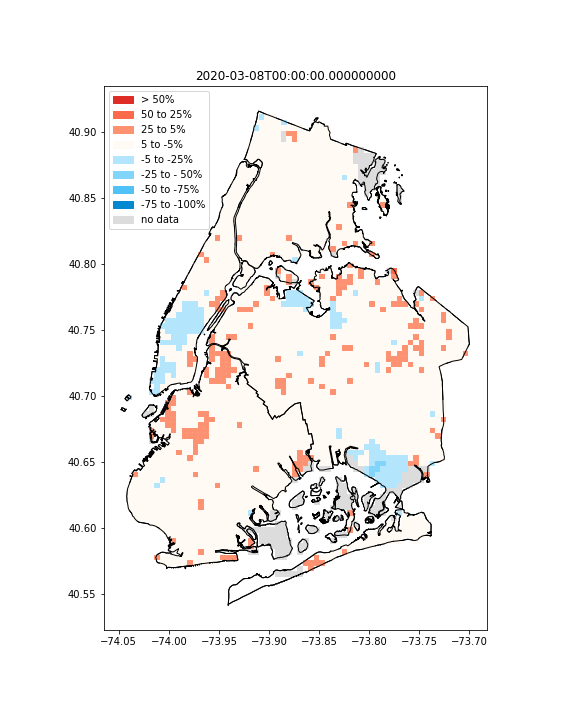 2020-03-08T00:00:00.000000000
> 50%
50 to 25%
25 to 5%
5 to -5%
-5 to -25%
-25 to - 50%
-50 to -75%
-75 to -100%
no data
40.90
40.85
40.80
40.75
40.70
40.65
40.60
40.55
−74.05 −74.00 −73.95 −73.90 −73.85 −73.80 −73.75 −73.70